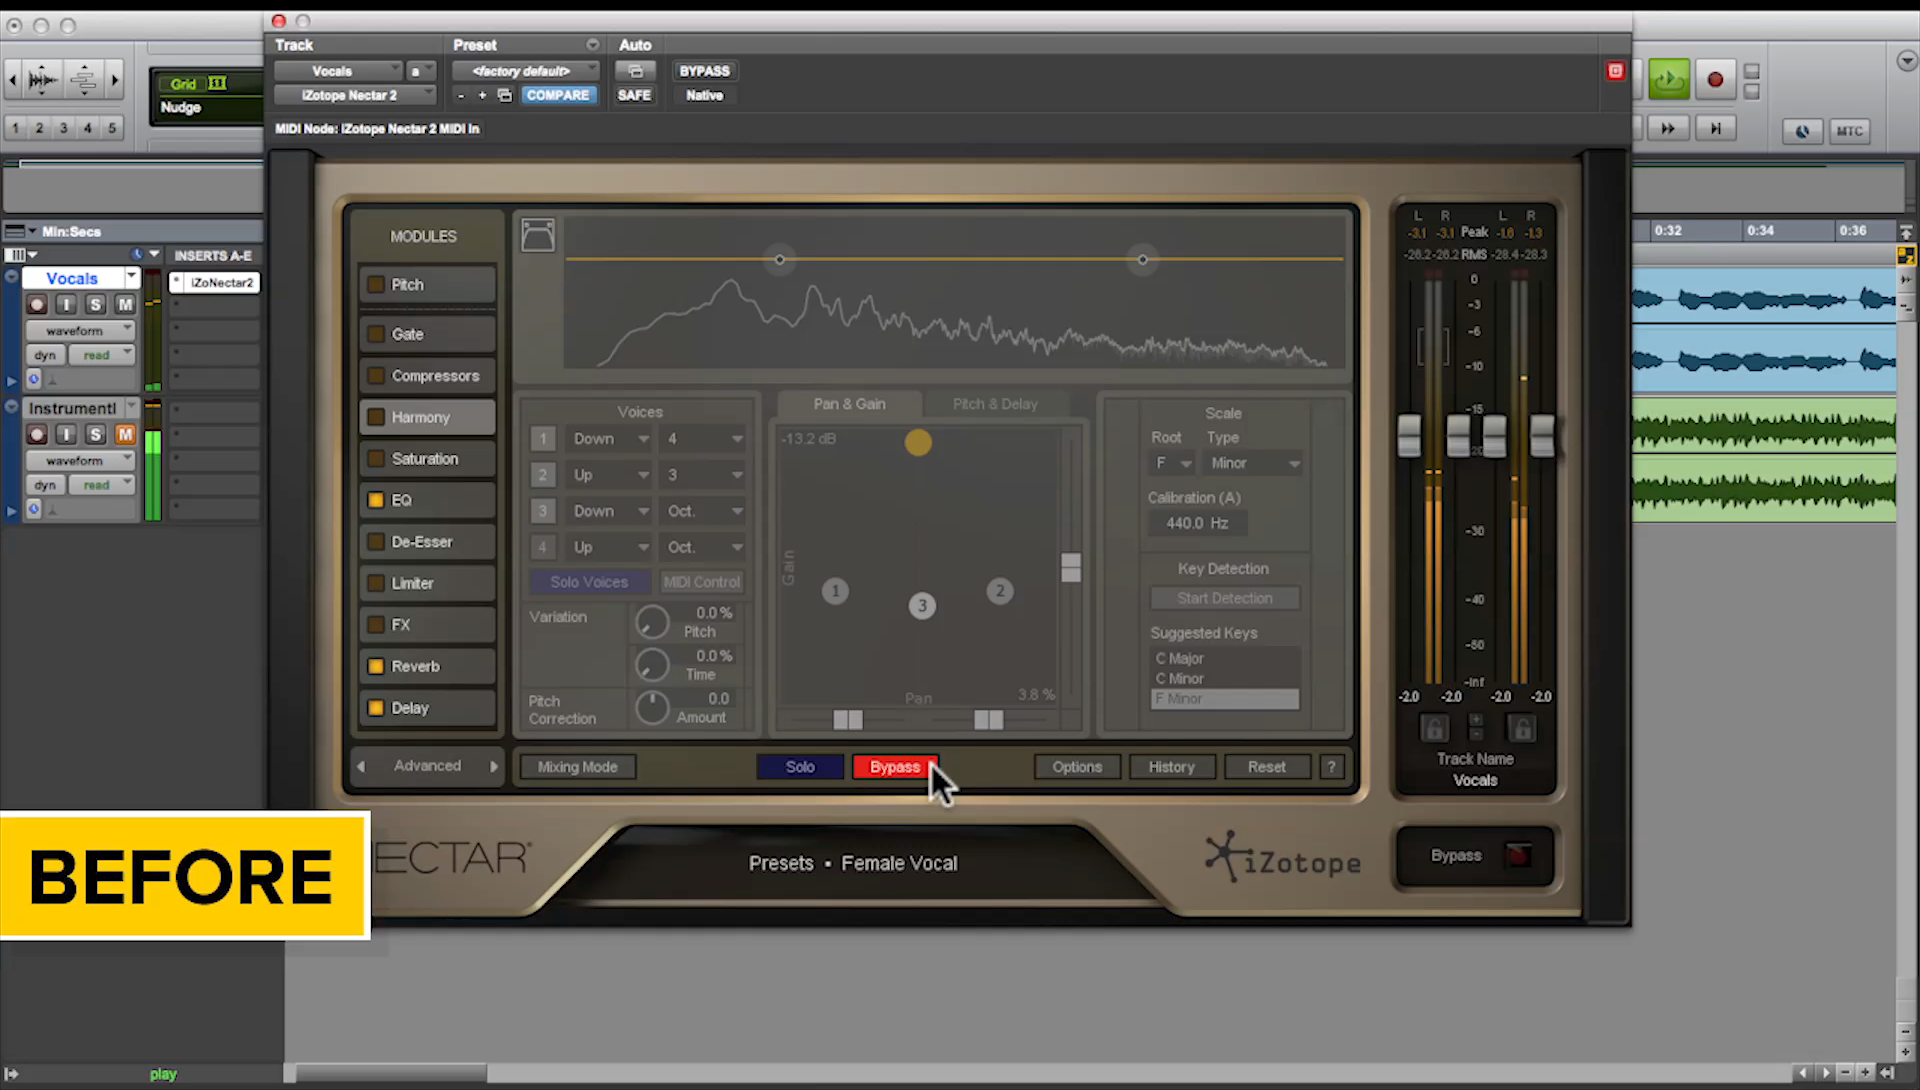 Track
Preset
Auto
Vocals
a
<factory default>
BYPASS
iZotope Nectar 2
- +
COMPARE
SAFE
Native
MIDI Node: iZotope Nectar 2 MIDI In
Grid
Nudge
1 2 3 4 5
MTC
Min:Secs
0:32
0:34
0:36
INSERTS A-E
Vocals
iZoNectar2
I S M
waveform
dyn read
Instrumentl
I S M
waveform
dyn read
MODULES
Pitch
Gate
Compressors
Harmony
Saturation
EQ
De-Esser
Limiter
FX
Reverb
Delay
Advanced
Voices
1 Down 4
2 Up 3
3 Down Oct.
4 Up Oct.
Solo Voices
MIDI Control
Variation
0.0 %
Pitch
0.0 %
Time
Pitch
Correction
0.0
Amount
Pan & Gain
Pitch & Delay
-13.2 dB
Gain
1
3
2
Pan
3.8 %
Scale
Root Type
F Minor
Calibration (A)
440.0 Hz
Key Detection
Start Detection
Suggested Keys
C Major
C Minor
F Minor
Mixing Mode
Solo
Bypass
Options
History
Reset
?
L R L R
-3.1 -3.1 Peak -1.6 -1.3
-26.2 -26.2 RMS -28.4 -28.3
0
-3
-6
-10
-15
-20
-30
-40
-50
-Inf
-2.0 -2.0 -2.0 -2.0
Track Name
Vocals
Bypass
BEFORE
NECTAR
Presets • Female Vocal
iZotope
play